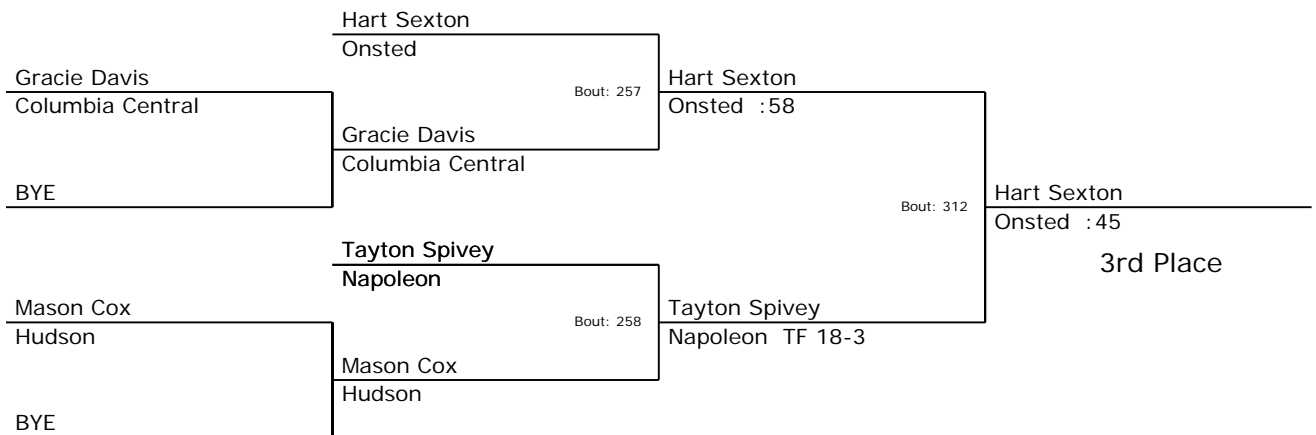 Hart Sexton
Onsted
Gracie Davis
Columbia Central
Bout: 257
Hart Sexton
Onsted :58
Gracie Davis
Columbia Central
BYE
Bout: 312
Hart Sexton
Onsted :45
3rd Place
Tayton Spivey
Napoleon
Mason Cox
Hudson
Bout: 258
Tayton Spivey
Napoleon TF 18-3
Mason Cox
Hudson
BYE